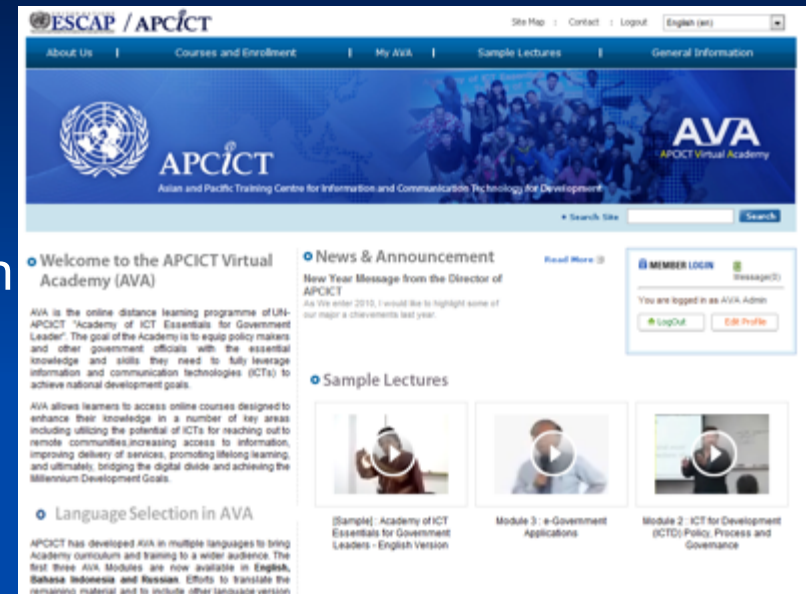 ESCAP / APCICT
Site Map : Contact : Logout English (en)
About Us | Courses and Enrollment | My AVA | Sample Lectures | General Information
APCICT
Asian and Pacific Training Centre for Information and Communication Technology for Development
AVA
APCICT Virtual Academy
Search Site Search
n
Welcome to the APCICT Virtual
Academy (AVA)
AVA is the online distance learning programme of UN-
APCICT "Academy of ICT Essentials for Government
Leader". The goal of the Academy is to equip policy makers
and other government officials with the essential
knowledge and skills they need to fully leverage
information and communication technologies (ICTs) to
achieve national development goals.
AVA allows learners to access online courses designed to
enhance their knowledge in a number of key areas
including utilizing the potential of ICTs for reaching out to
remote communities,increasing access to information,
improving delivery of services, promoting lifelong learning,
and ultimately, bridging the digital divide and achieving the
Millennium Development Goals.
Language Selection in AVA
APCICT has developed AVA in multiple languages to bring
Academy curriculum and training to a wider audience. The
first three AVA Modules are now available in English,
Bahasa Indonesia and Russian. Efforts to translate the
remaining material and to include other language version
News & Announcement Read More
New Year Message from the Director of
APCICT
As We enter 2010, I would like to highlight some of
our major a chievements last year.
MEMBER LOGIN
Message(0)
You are logged in as AVA Admin
LogOut Edit Profile
Sample Lectures
[Sample] : Academy of ICT
Essentials for Government
Leaders - English Version
Module 3 : e-Government
Applications
Module 2 : ICT for Development
(ICTD) Policy, Process and
Governance